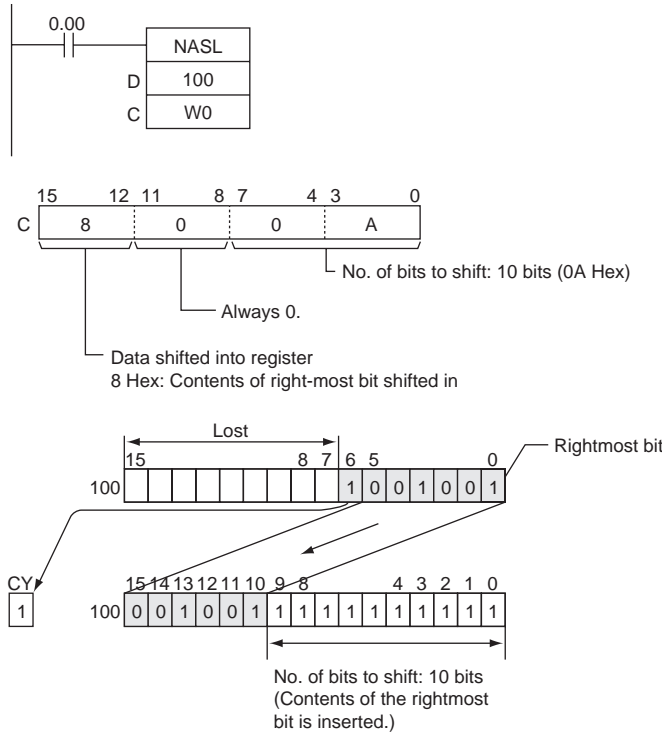 0.00
NASL
D 100
C W0
15 12 11 8 7 4 3 0
C 8 0 0 A
No. of bits to shift: 10 bits (0A Hex)
Always 0.
Data shifted into register
8 Hex: Contents of right-most bit shifted in
Lost
15 8 7 6 5 0
Rightmost bit
100 1 0 0 1 0 0 1
CY 15 14 13 12 11 10 9 8 4 3 2 1 0
1 100 0 0 1 0 0 1 1 1 1 1 1 1 1 1 1 1
No. of bits to shift: 10 bits
(Contents of the rightmost
bit is inserted.)